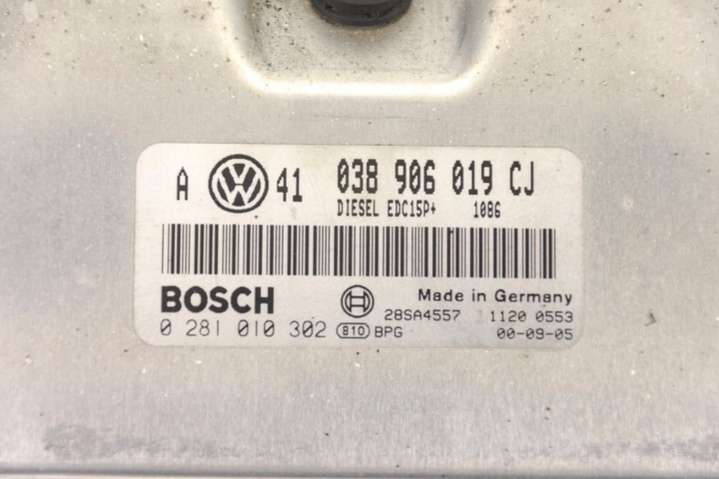 A VW 41 038 906 019 CJ
DIESEL EDC15P+ 1086
BOSCH Made in Germany
28SA4557 1120 0553
0 281 010 302 810 BPG 00-09-05